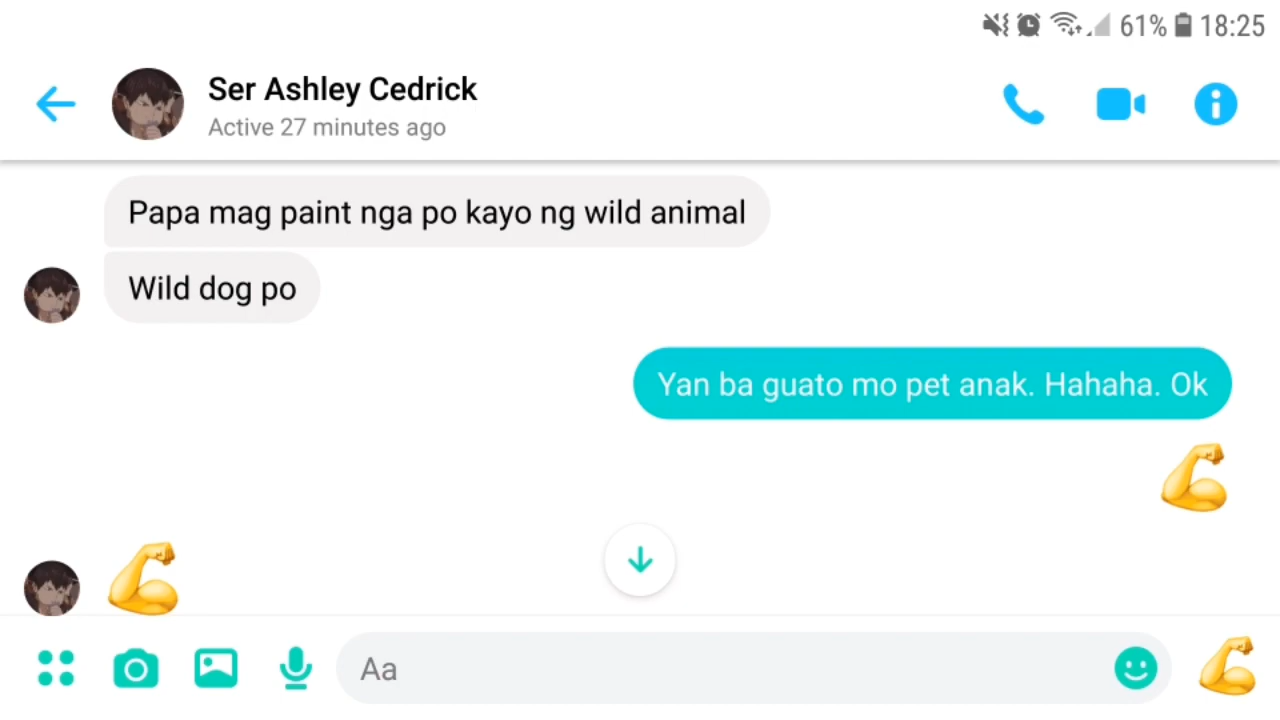 61% 18:25
Ser Ashley Cedrick
Active 27 minutes ago
Papa mag paint nga po kayo ng wild animal
Wild dog po
Yan ba guato mo pet anak. Hahaha. Ok
Aa